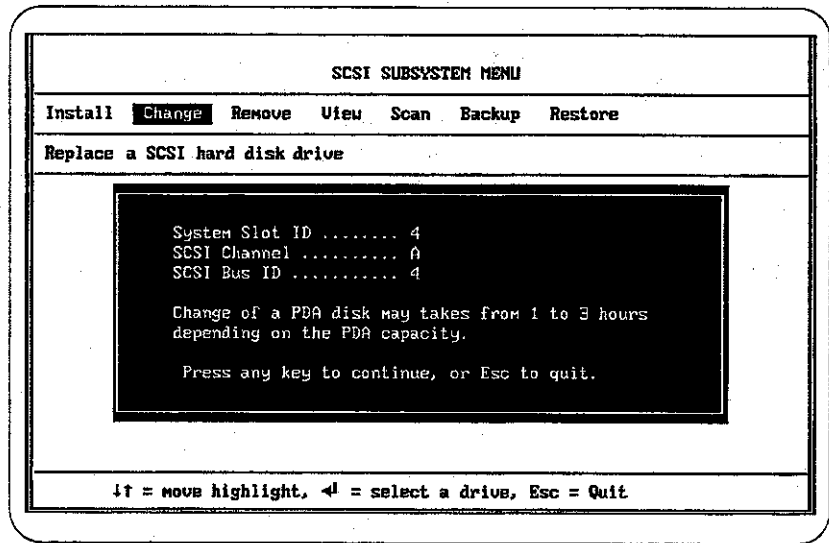 SCSI SUBSYSTEM MENU
Install Change Remove View Scan Backup Restore
Replace a SCSI hard disk drive
System Slot ID ........ 4
SCSI Channel .......... A
SCSI Bus ID ........... 4
Change of a PDA disk may takes from 1 to 3 hours
depending on the PDA capacity.
Press any key to continue, or Esc to quit.
↓↑ = move highlight, ↵ = select a drive, Esc = Quit